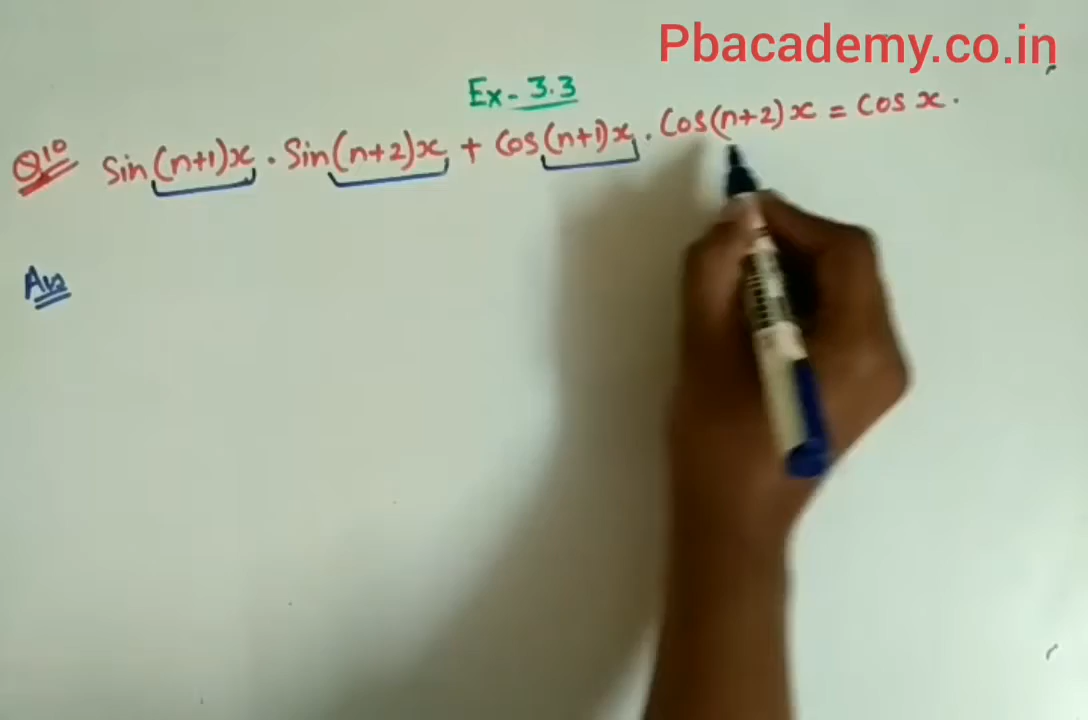 Pbacademy.co.in
Ex - 3.3
Q10 Sin(n+1)x . Sin(n+2)x + Cos(n+1)x . Cos(n+2)x = Cos x .
Ans